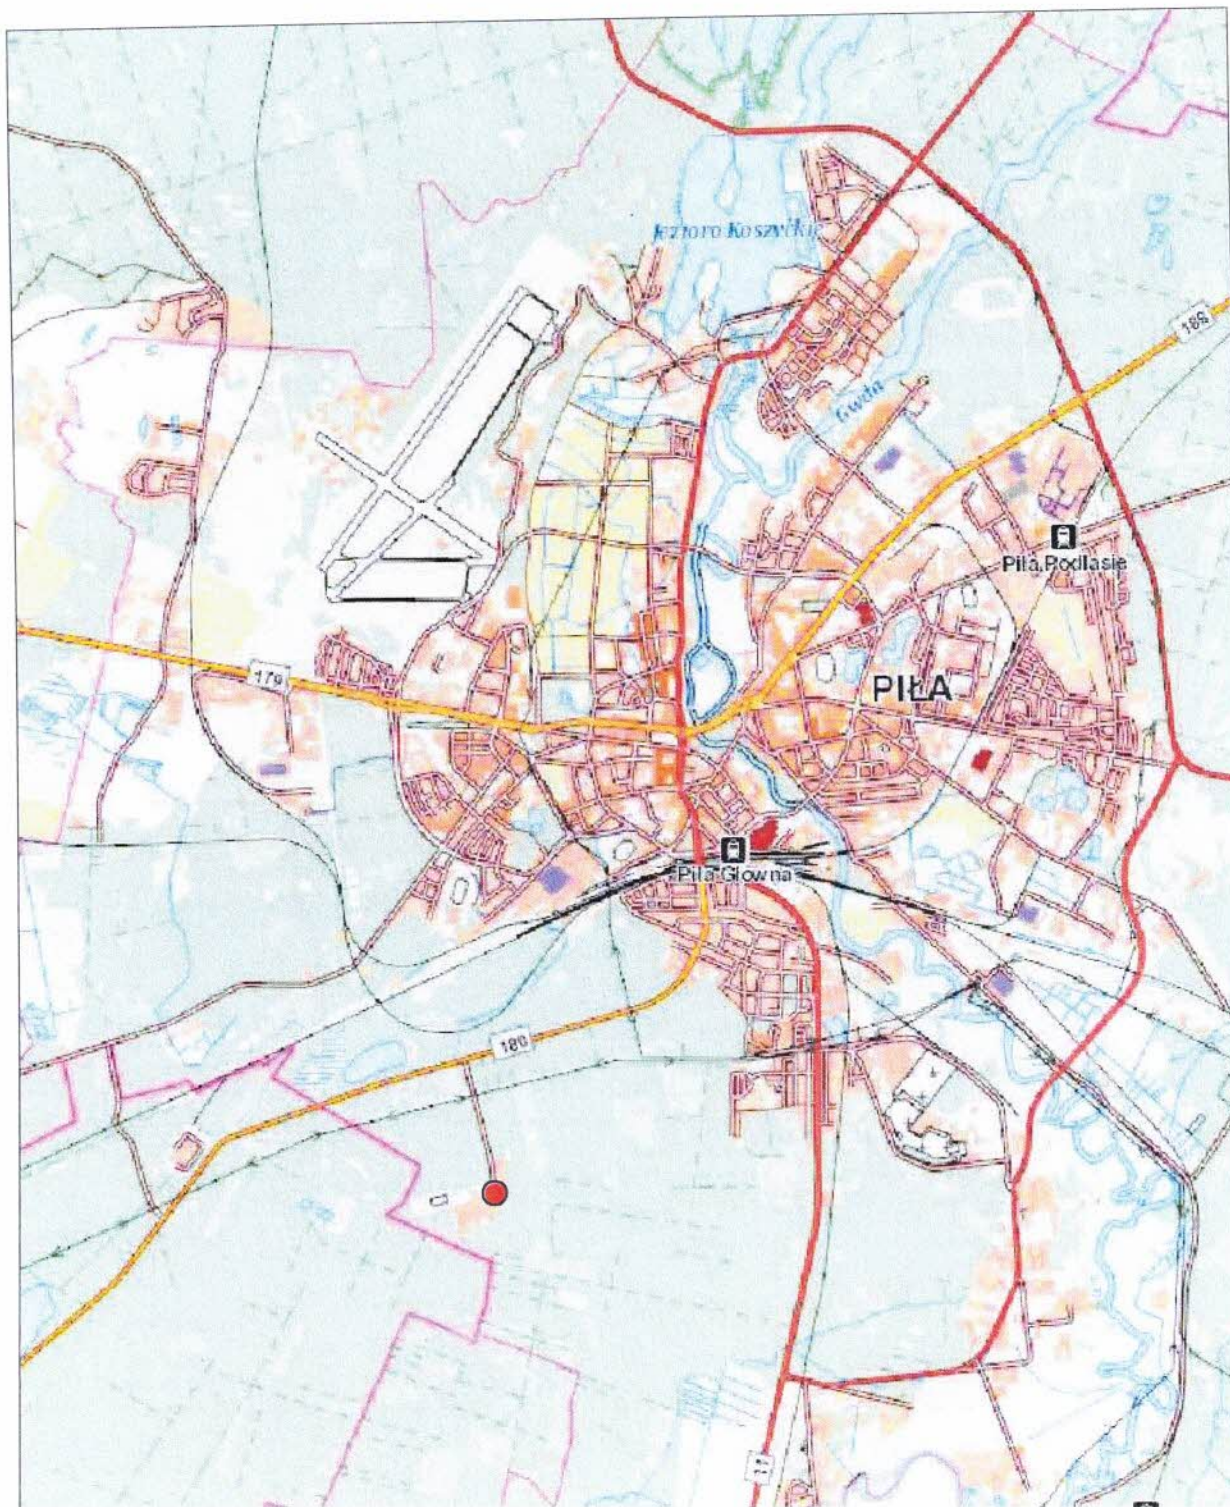 Jezioro Koszyckie
188
Gwda
Piła Podlasie
179
PIŁA
Piła Główna
180
11